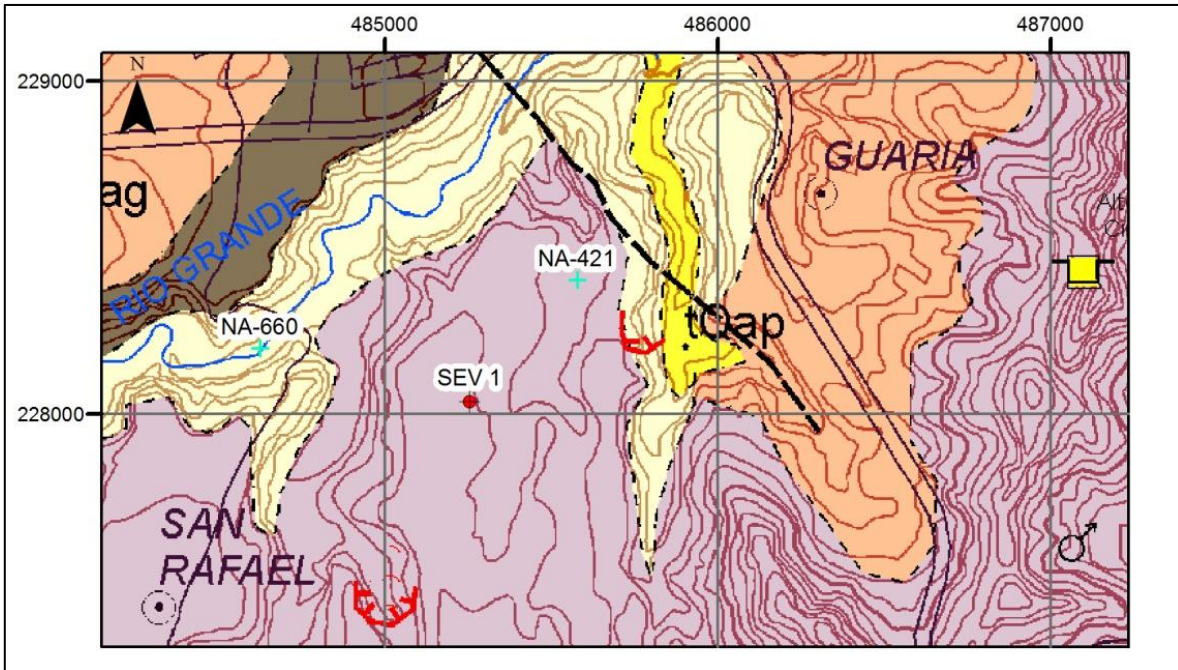 485000
486000
487000
229000
N
GUARIA
ag
RIO GRANDE
NA-421
NA-660
tQap
SEV 1
228000
SAN
RAFAEL